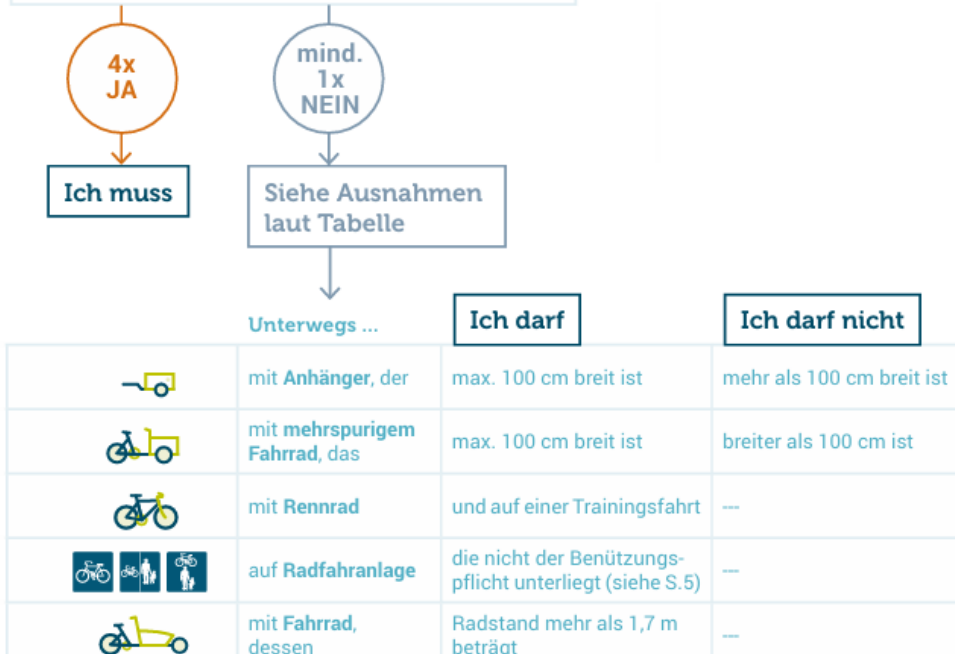 4x
JA
mind.
1x
NEIN
Ich muss
Siehe Ausnahmen
laut Tabelle
Unterwegs ...
Ich darf
Ich darf nicht
mit Anhänger, der
max. 100 cm breit ist
mehr als 100 cm breit ist
mit mehrspurigem
Fahrrad, das
max. 100 cm breit ist
breiter als 100 cm ist
mit Rennrad
und auf einer Trainingsfahrt
---
auf Radfahranlage
die nicht der Benützungs-
pflicht unterliegt (siehe S.5)
---
mit Fahrrad,
dessen
Radstand mehr als 1,7 m
beträgt
---